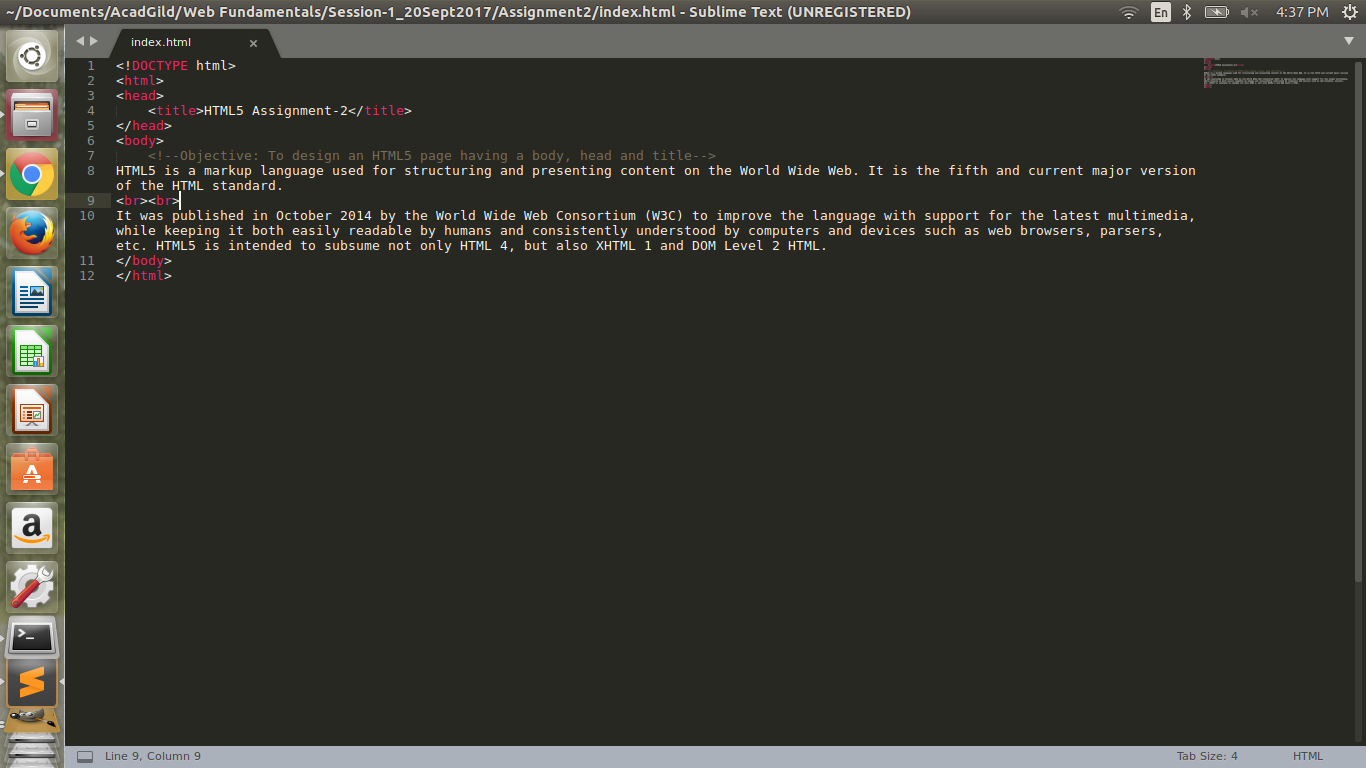 ~/Documents/AcadGild/Web Fundamentals/Session-1_20Sept2017/Assignment2/index.html - Sublime Text (UNREGISTERED)
En
4:37 PM
index.html ×
1 <!DOCTYPE html>
2 <html>
3 <head>
4 <title>HTML5 Assignment-2</title>
5 </head>
6 <body>
7 <!--Objective: To design an HTML5 page having a body, head and title-->
8 HTML5 is a markup language used for structuring and presenting content on the World Wide Web. It is the fifth and current major version
of the HTML standard.
9 <br><br>
10 It was published in October 2014 by the World Wide Web Consortium (W3C) to improve the language with support for the latest multimedia,
while keeping it both easily readable by humans and consistently understood by computers and devices such as web browsers, parsers,
etc. HTML5 is intended to subsume not only HTML 4, but also XHTML 1 and DOM Level 2 HTML.
11 </body>
12 </html>
Line 9, Column 9
Tab Size: 4
HTML